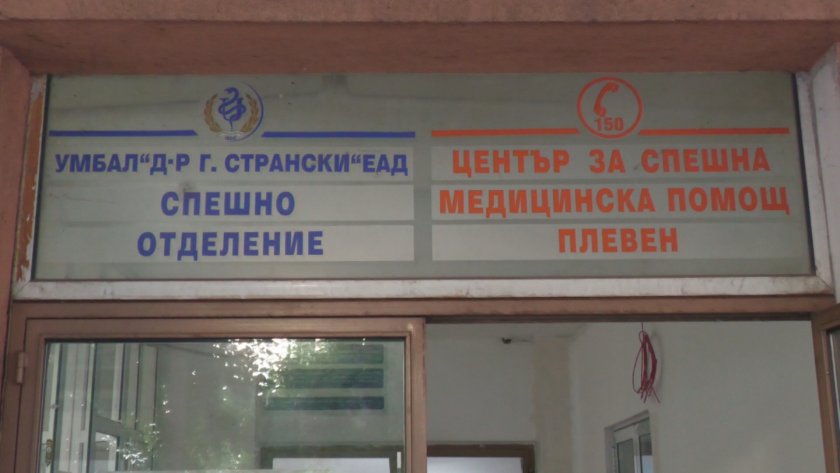 УМБАЛ"Д-Р Г. СТРАНСКИ"ЕАД
СПЕШНО
ОТДЕЛЕНИЕ
150
ЦЕНТЪР ЗА СПЕШНА
МЕДИЦИНСКА ПОМОЩ
ПЛЕВЕН